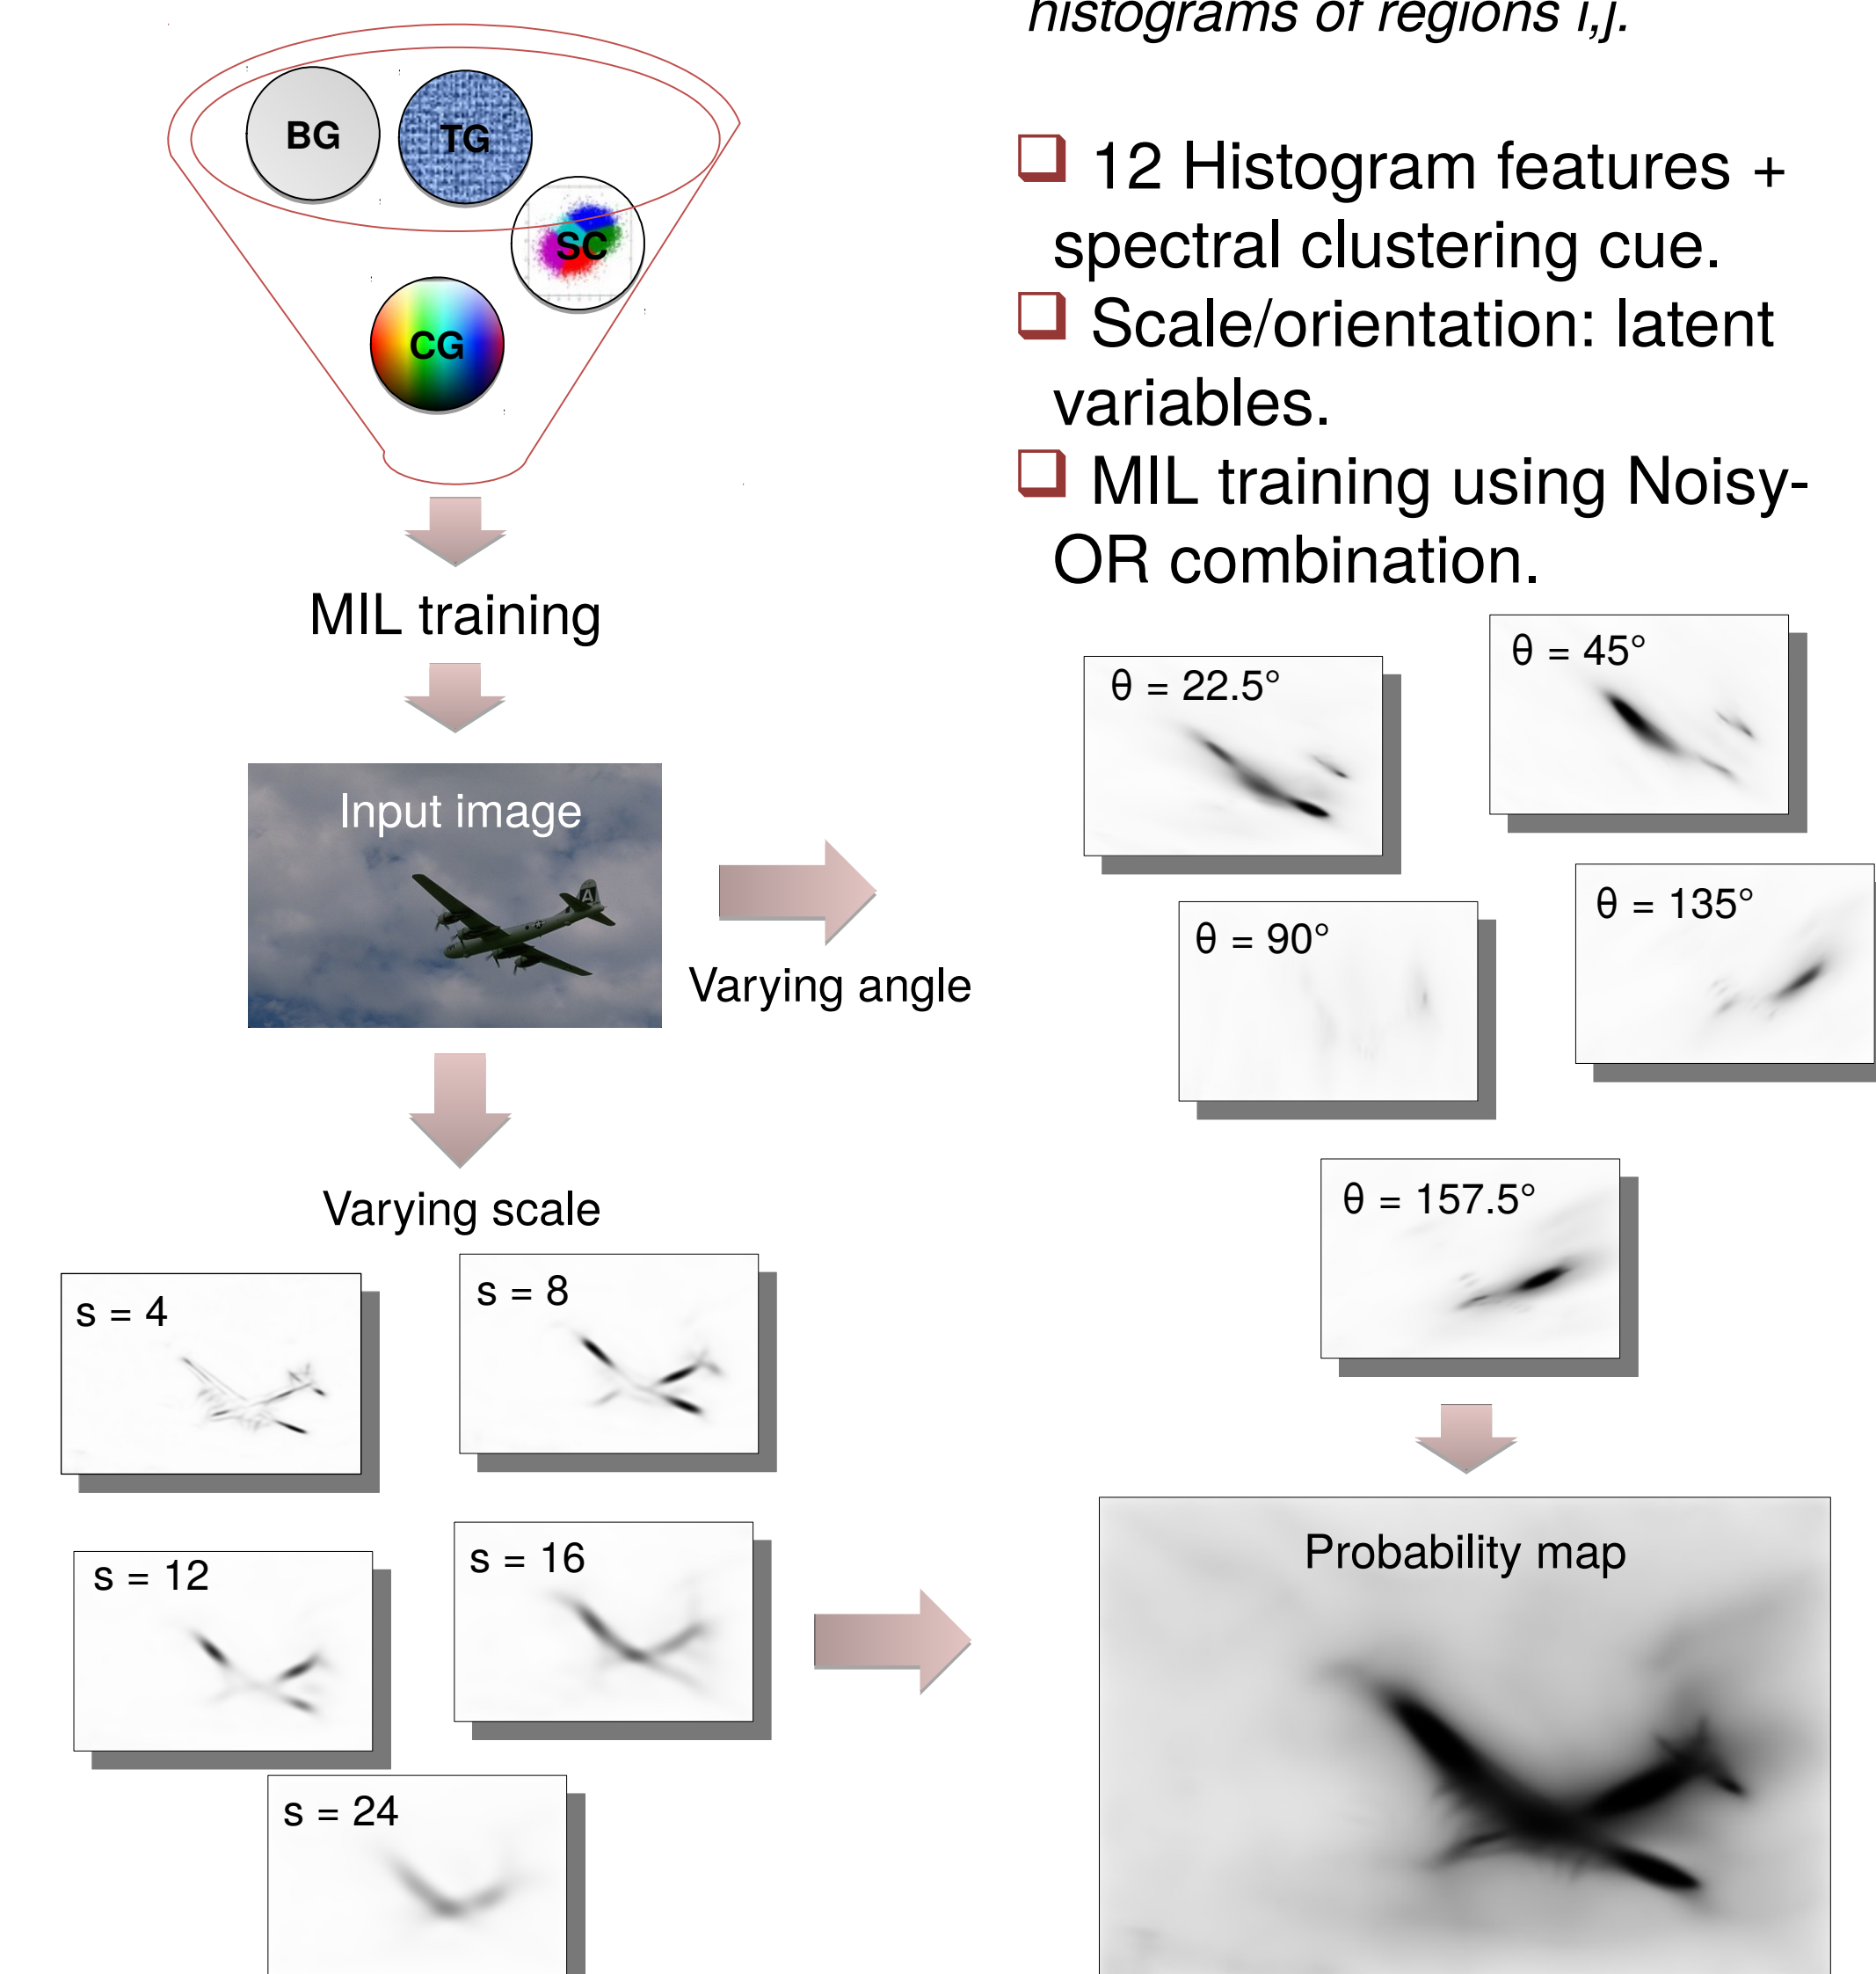 histograms of regions i,j.
BG
TG
SC
CG
12 Histogram features +
spectral clustering cue.
Scale/orientation: latent
variables.
MIL training using Noisy-
OR combination.
MIL training
Input image
A
Varying angle
θ = 22.5°
θ = 45°
θ = 90°
θ = 135°
θ = 157.5°
Varying scale
s = 4
s = 8
s = 12
s = 16
s = 24
Probability map